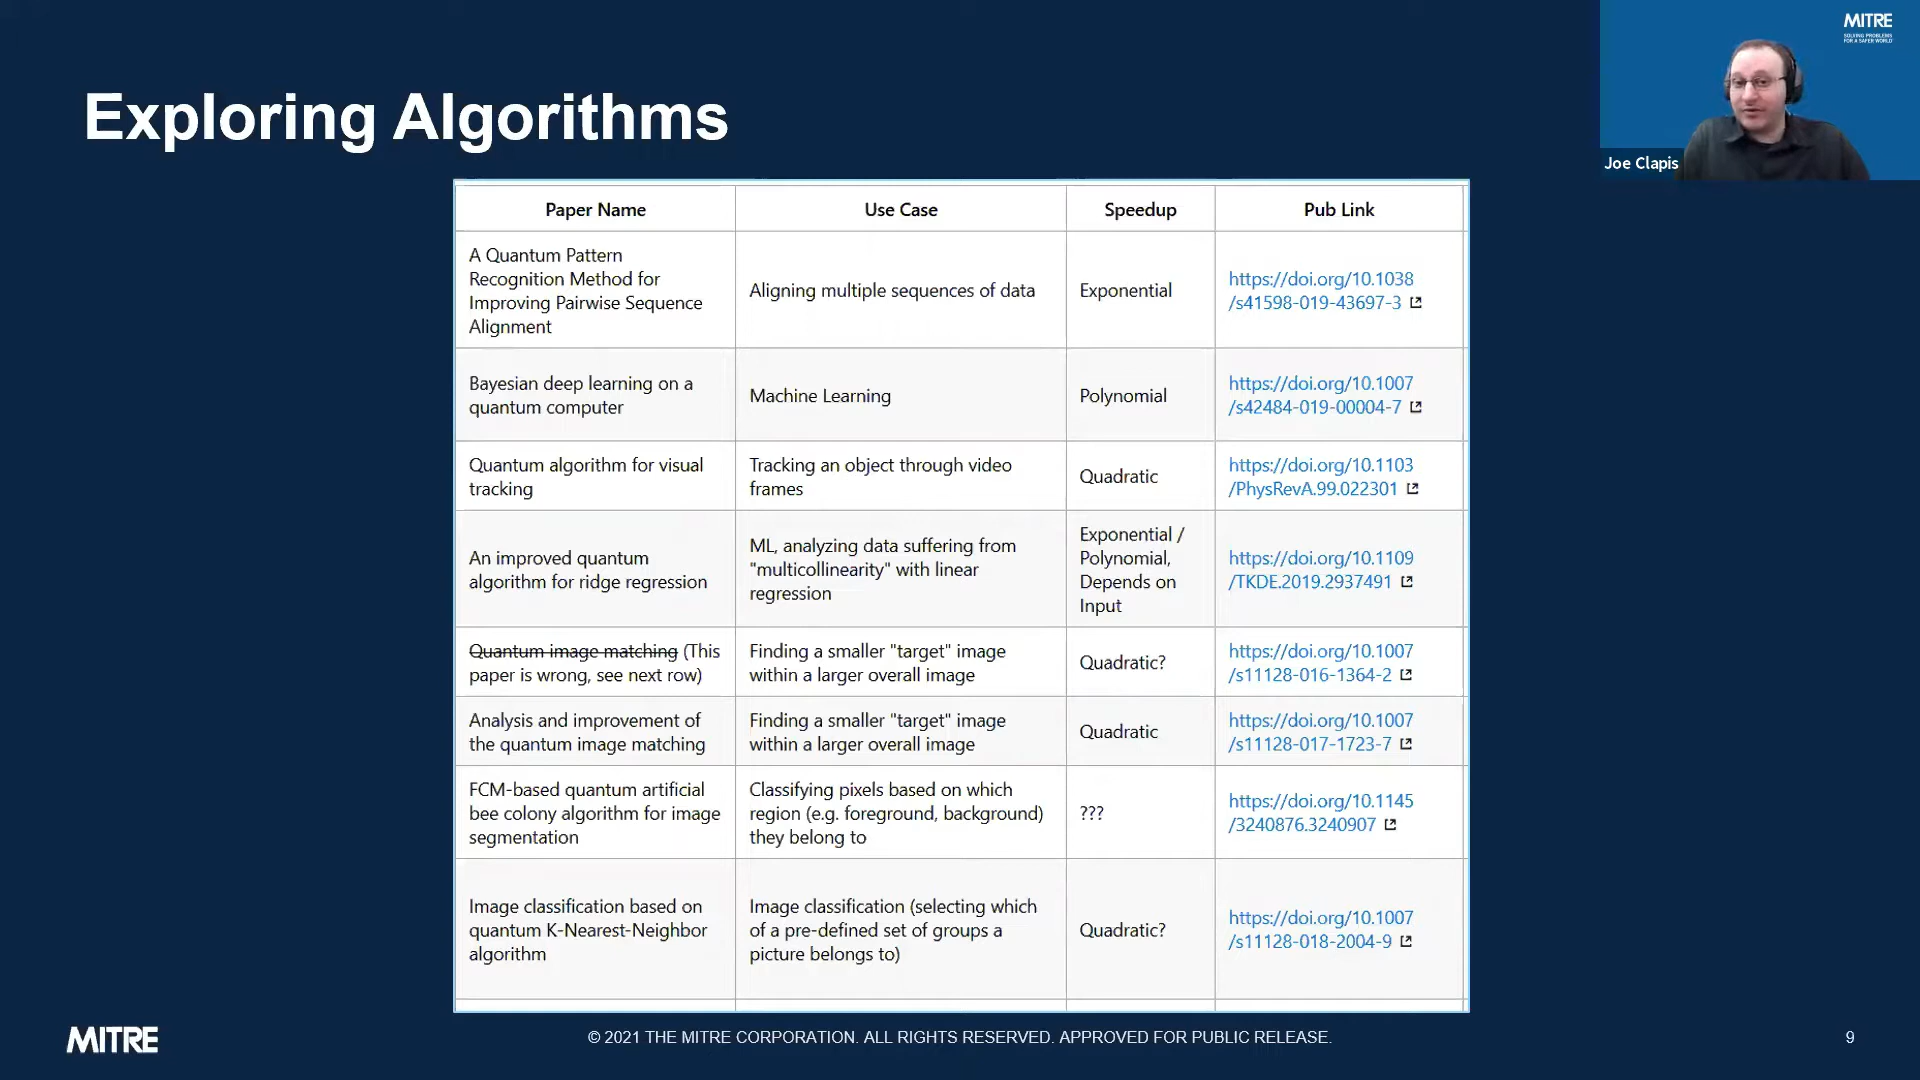 MITRE
SOLVING PROBLEMS
FOR A SAFER WORLD
Exploring Algorithms
Joe Clapis
Paper Name Use Case Speedup Pub Link
A Quantum Pattern
Recognition Method for
Improving Pairwise Sequence
Alignment
Aligning multiple sequences of data
Exponential
https://doi.org/10.1038
/s41598-019-43697-3
Bayesian deep learning on a
quantum computer
Machine Learning
Polynomial
https://doi.org/10.1007
/s42484-019-00004-7
Quantum algorithm for visual
tracking
Tracking an object through video
frames
Quadratic
https://doi.org/10.1103
/PhysRevA.99.022301
An improved quantum
algorithm for ridge regression
ML, analyzing data suffering from
"multicollinearity" with linear
regression
Exponential /
Polynomial,
Depends on
Input
https://doi.org/10.1109
/TKDE.2019.2937491
Quantum image matching (This
paper is wrong, see next row)
Finding a smaller "target" image
within a larger overall image
Quadratic?
https://doi.org/10.1007
/s11128-016-1364-2
Analysis and improvement of
the quantum image matching
Finding a smaller "target" image
within a larger overall image
Quadratic
https://doi.org/10.1007
/s11128-017-1723-7
FCM-based quantum artificial
bee colony algorithm for image
segmentation
Classifying pixels based on which
region (e.g. foreground, background)
they belong to
???
https://doi.org/10.1145
/3240876.3240907
Image classification based on
quantum K-Nearest-Neighbor
algorithm
Image classification (selecting which
of a pre-defined set of groups a
picture belongs to)
Quadratic?
https://doi.org/10.1007
/s11128-018-2004-9
MITRE
© 2021 THE MITRE CORPORATION. ALL RIGHTS RESERVED. APPROVED FOR PUBLIC RELEASE.
9